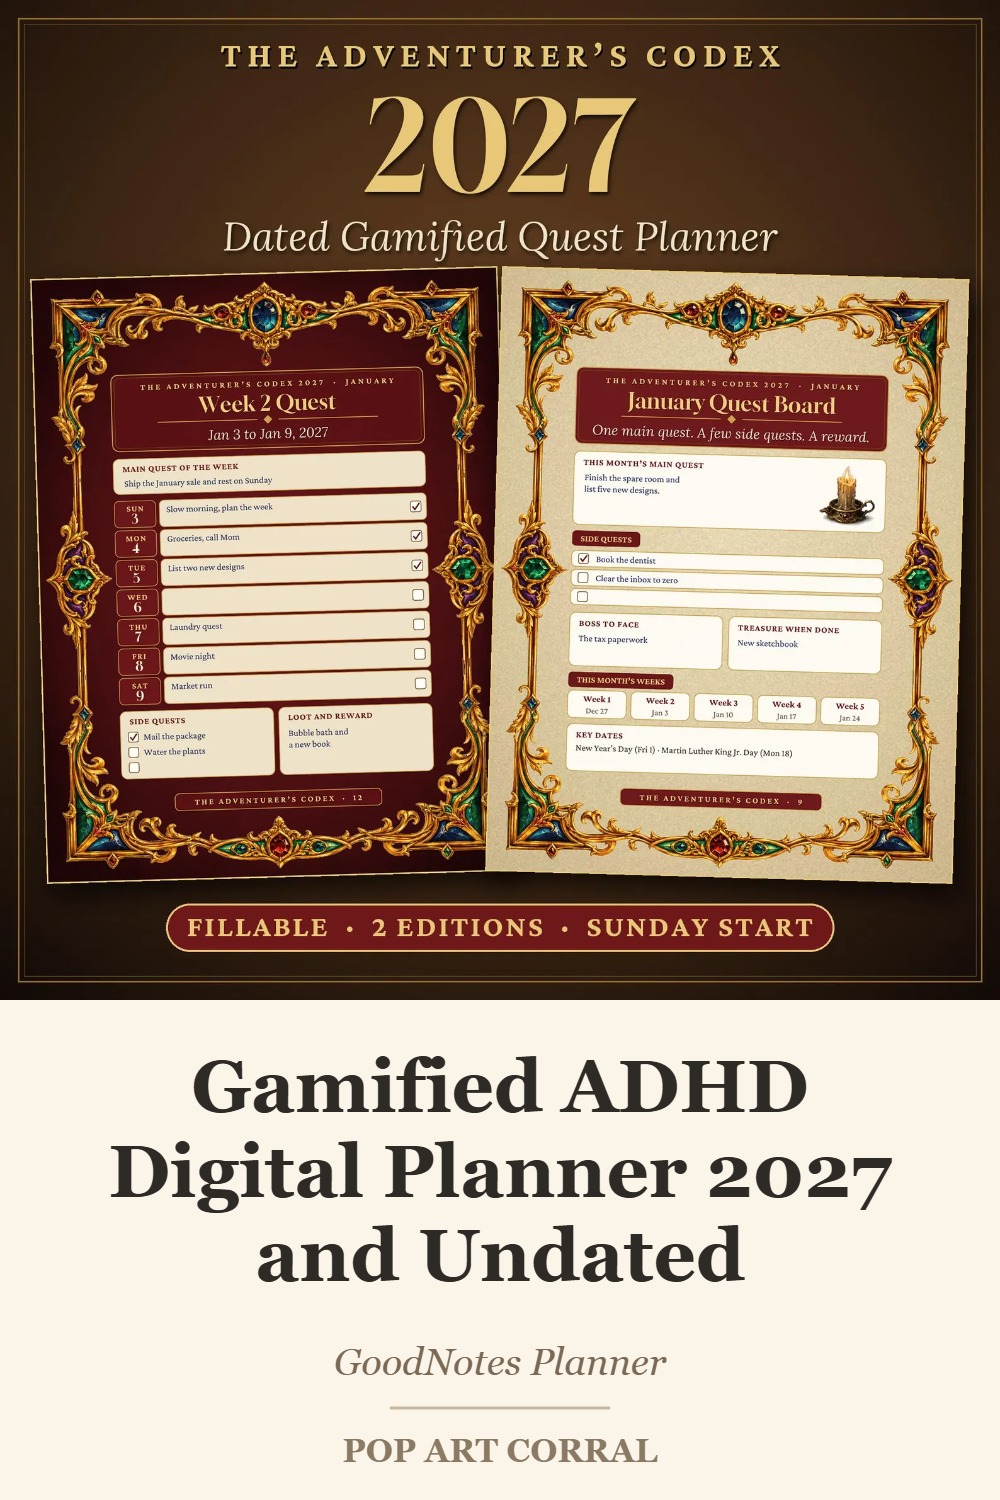 THE ADVENTURER'S CODEX
2027
Dated Gamified Quest Planner
THE ADVENTURER'S CODEX 2027 · JANUARY
Week 2 Quest
Jan 3 to Jan 9, 2027
MAIN QUEST OF THE WEEK
Ship the January sale and rest on Sunday
SUN
3
Slow morning, plan the week
MON
4
Groceries, call Mom
TUE
5
List two new designs
WED
6
THU
7
Laundry quest
FRI
8
Movie night
SAT
9
Market run
SIDE QUESTS
Mail the package
Water the plants
LOOT AND REWARD
Bubble bath and
a new book
THE ADVENTURER'S CODEX · 12
THE ADVENTURER'S CODEX 2027 · JANUARY
January Quest Board
One main quest. A few side quests. A reward.
THIS MONTH'S MAIN QUEST
Finish the spare room and
list five new designs.
SIDE QUESTS
Book the dentist
Clear the inbox to zero
BOSS TO FACE
The tax paperwork
TREASURE WHEN DONE
New sketchbook
THIS MONTH'S WEEKS
Week 1
Dec 27
Week 2
Jan 3
Week 3
Jan 10
Week 4
Jan 17
Week 5
Jan 24
KEY DATES
New Year's Day (Fri 1) · Martin Luther King Jr. Day (Mon 18)
THE ADVENTURER'S CODEX · 9
FILLABLE · 2 EDITIONS · SUNDAY START
Gamified ADHD
Digital Planner 2027
and Undated
GoodNotes Planner
POP ART CORRAL